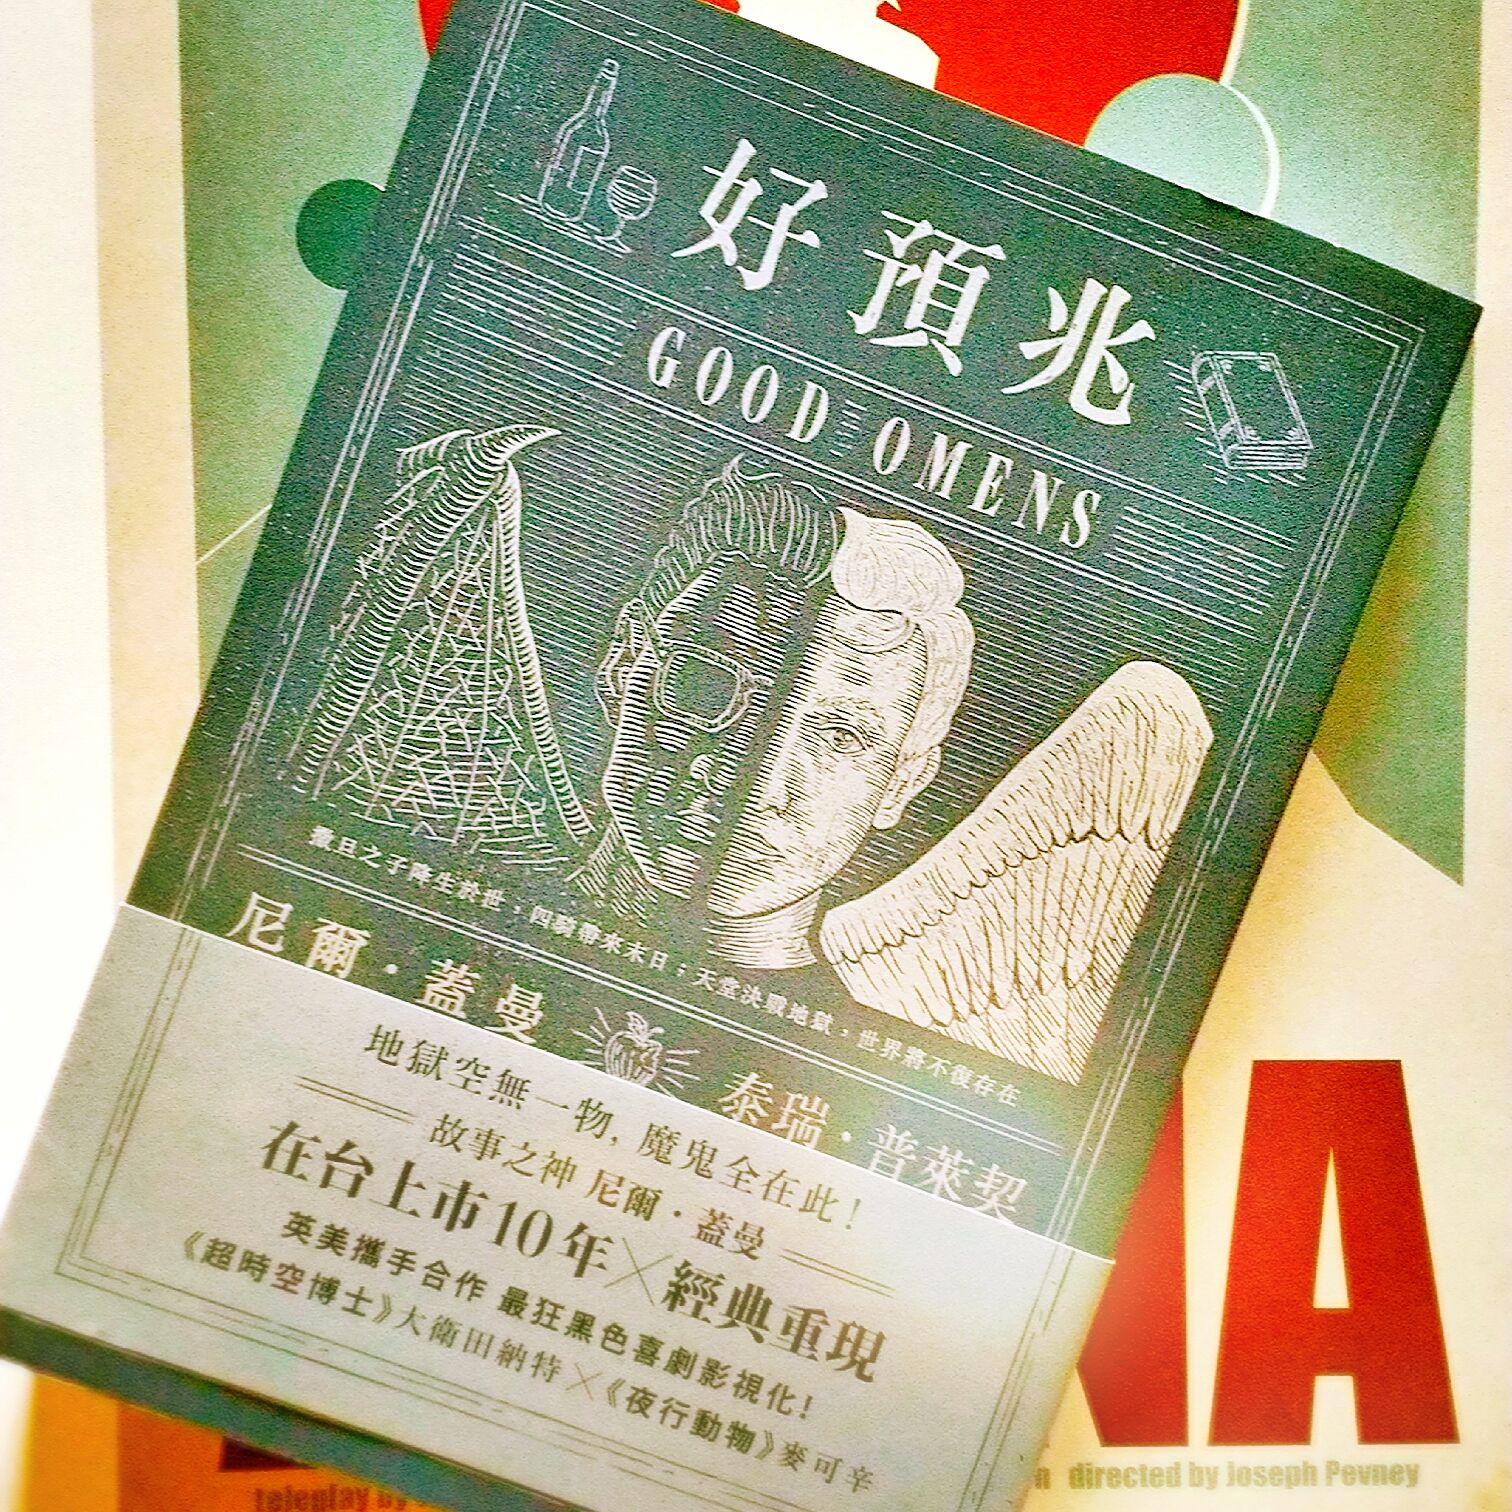 好預兆
GOOD OMENS
撒旦之子降生於世；四騎帶來末日；天堂決戰地獄；世界將不復存在
尼爾·蓋曼
泰瑞·普萊契
地獄空無一物，魔鬼全在此！
故事之神 尼爾·蓋曼
在台上市10年×經典重現
英美攜手合作 最狂黑色喜劇影視化！
《超時空博士》大衛田納特×《夜行動物》麥可辛
NA
directed by Joseph Pevney
teleplay by